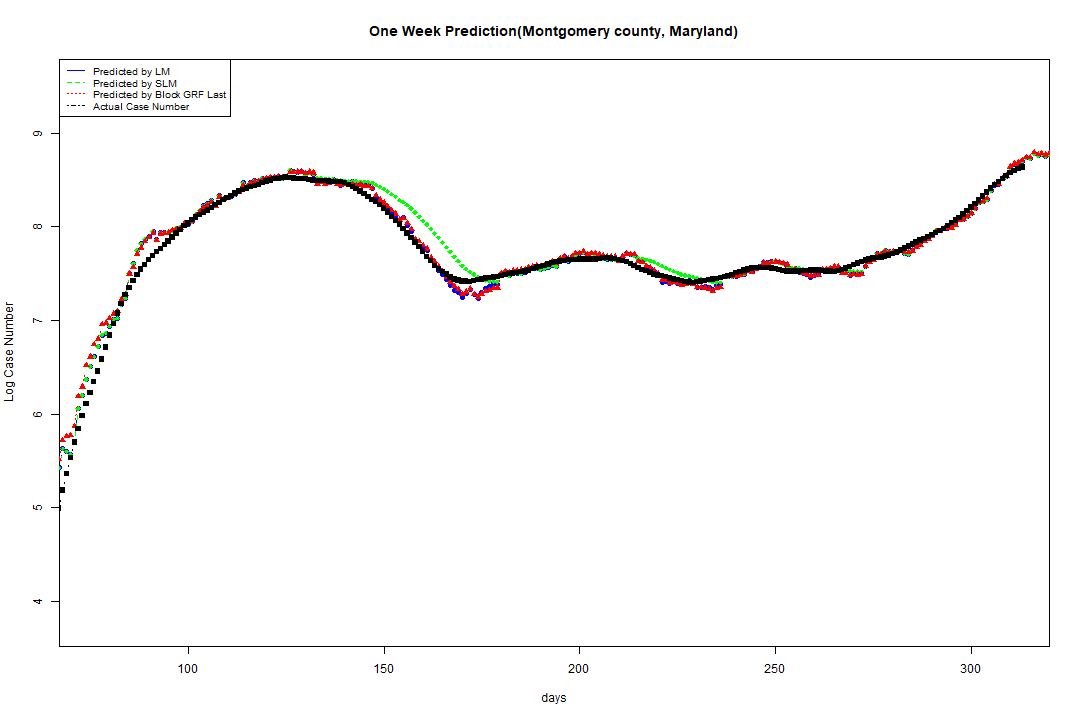 One Week Prediction(Montgomery county, Maryland)
Predicted by LM
Predicted by SLM
Predicted by Block GRF Last
Actual Case Number
9
8
7
6
5
4
Log Case Number
100 150 200 250 300
days